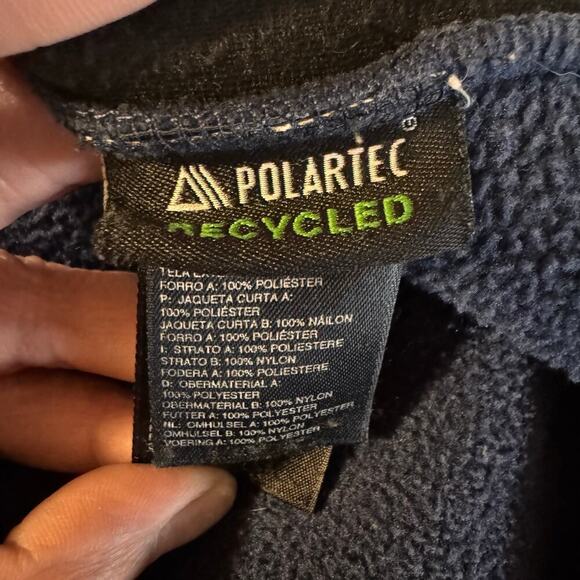 POLARTEC®
RECYCLED
TELA EXT
FORRO A: 100% POLIÉSTER
P: JAQUETA CURTA A:
100% POLIÉSTER
JAQUETA CURTA B: 100% NÁILON
FORRO A: 100% POLIÉSTER
I: STRATO A: 100% POLIESTERE
STRATO B: 100% NYLON
FODERA A: 100% POLIESTERE
D: OBERMATERIAL A:
100% POLYESTER
OBERMATERIAL B: 100% NYLON
FUTTER A: 100% POLYESTER
NL: OMHULSEL A: 100% POLYESTER
OMHULSEL B: 100% NYLON
VOERING A: 100% POLYESTER